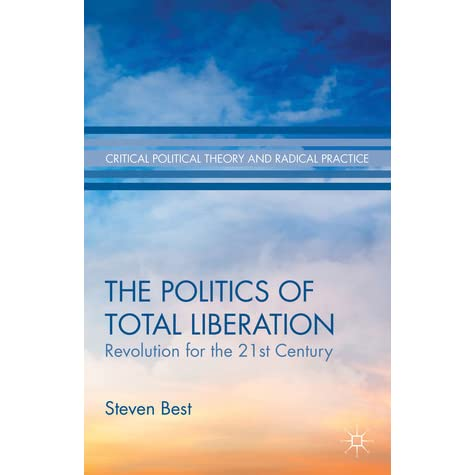 CRITICAL POLITICAL THEORY AND RADICAL PRACTICE
THE POLITICS OF
TOTAL LIBERATION
Revolution for the 21st Century
Steven Best